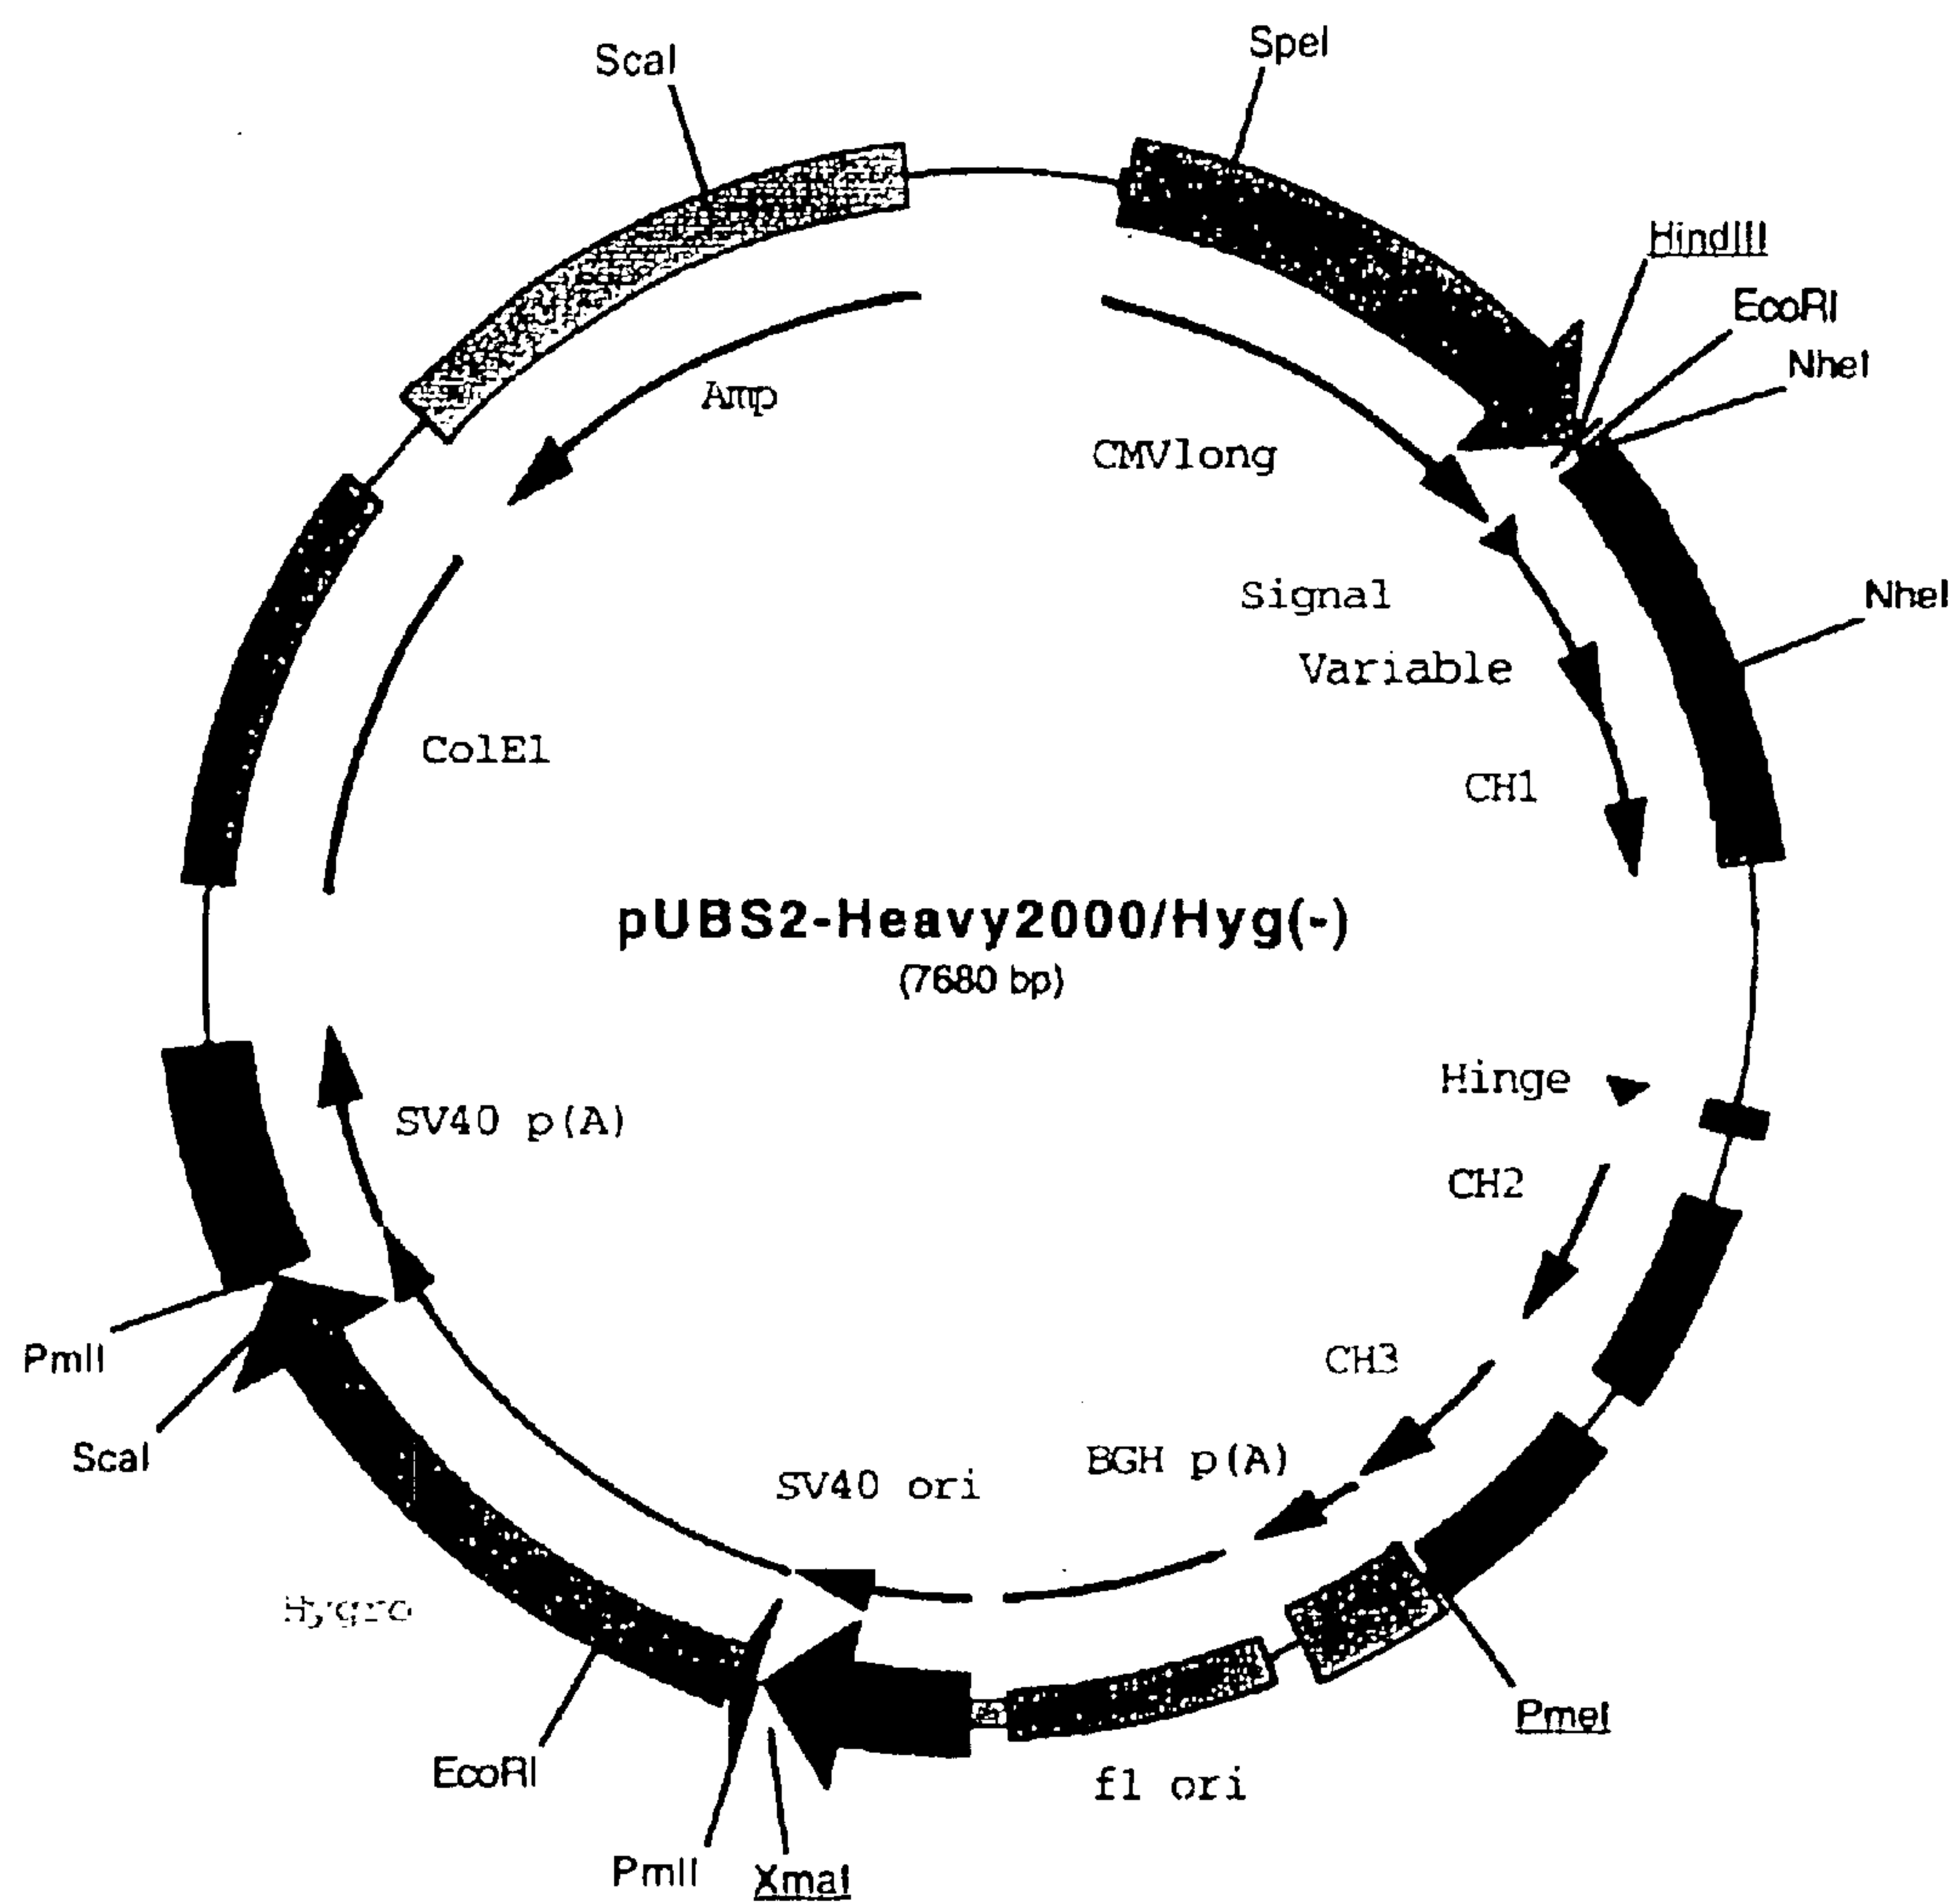 ScaI
SpeI
HindIII
EcoRI
NheI
Amp
CMVlong
Signal
NheI
Variable
ColE1
CH1
pUBS2-Heavy2000/Hyg(-)
(7680 bp)
Hinge
SV40 p(A)
CH2
PmlI
CH3
ScaI
BGH p(A)
SV40 ori
Hygro
PmeI
EcoRI
f1 ori
PmlI
XmaI